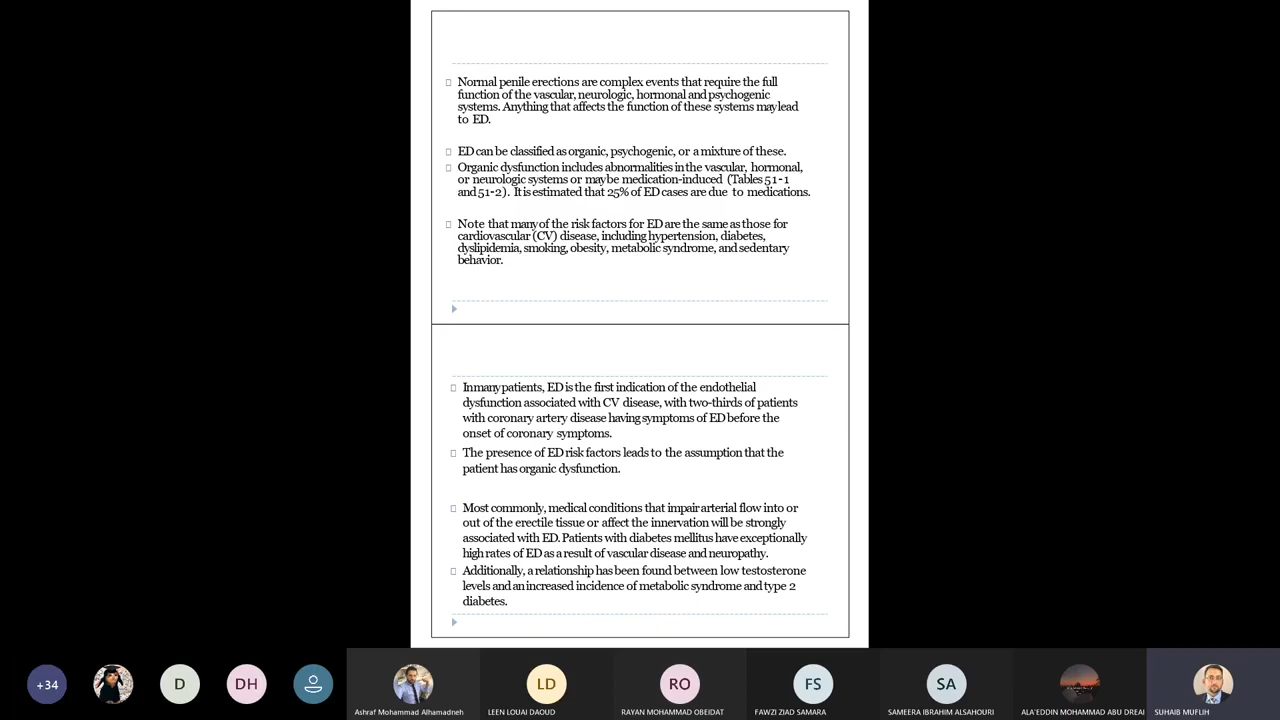 Normal penile erections are complex events that require the full
function of the vascular, neurologic, hormonal and psychogenic
systems. Anything that affects the function of these systems may lead
to ED.
ED can be classified as organic, psychogenic, or a mixture of these.
Organic dysfunction includes abnormalities in the vascular, hormonal,
or neurologic systems or maybe medication-induced (Tables 51-1
and 51-2). It is estimated that 25% of ED cases are due to medications.
Note that many of the risk factors for ED are the same as those for
cardiovascular (CV) disease, including hypertension, diabetes,
dyslipidemia, smoking, obesity, metabolic syndrome, and sedentary
behavior.
In many patients, ED is the first indication of the endothelial
dysfunction associated with CV disease, with two-thirds of patients
with coronary artery disease having symptoms of ED before the
onset of coronary symptoms.
The presence of ED risk factors leads to the assumption that the
patient has organic dysfunction.
Most commonly, medical conditions that impair arterial flow into or
out of the erectile tissue or affect the innervation will be strongly
associated with ED. Patients with diabetes mellitus have exceptionally
high rates of ED as a result of vascular disease and neuropathy.
Additionally, a relationship has been found between low testosterone
levels and an increased incidence of metabolic syndrome and type 2
diabetes.
+34
D
DH
LD
RO
FS
SA
Ashraf Mohammad Alhamadneh
LEEN LOUAI DAOUD
RAYAN MOHAMMAD OBEIDAT
FAWZI ZIAD SAMARA
SAMEERA IBRAHIM ALSAHOURI
ALA'EDDIN MOHAMMAD ABU DREAI
SUHAIB MUFLIH